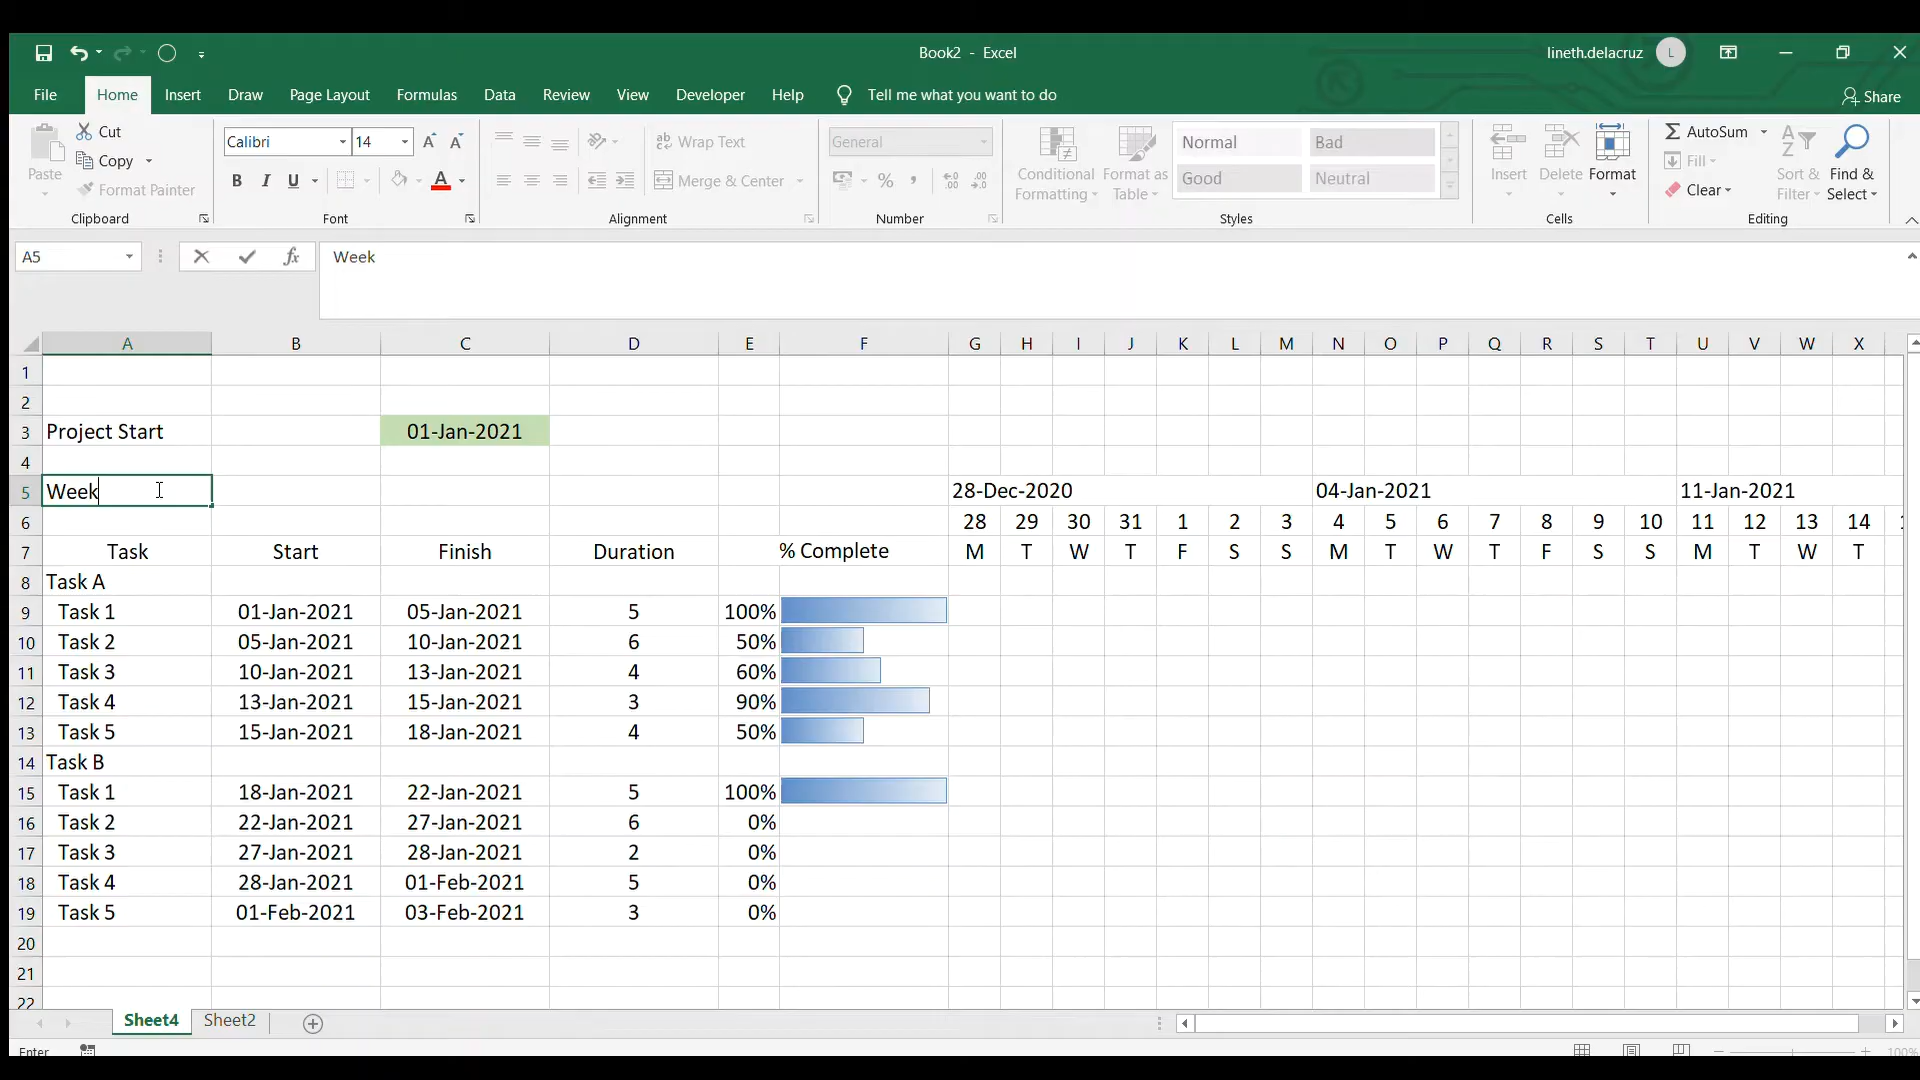 Book2 - Excel
lineth.delacruz L
File Home Insert Draw Page Layout Formulas Data Review View Developer Help Tell me what you want to do
Share
Paste
Cut
Copy
Format Painter
Clipboard
Calibri 14
B I U A
Font
Wrap Text
Merge & Center
Alignment
General
%
Number
Conditional Formatting
Format as Table
Normal Bad
Good Neutral
Styles
Insert Delete Format
Cells
AutoSum
Fill
Clear
Sort & Filter
Find & Select
Editing
A5 fx Week
A B C D E F G H I J K L M N O P Q R S T U V W X
1
2
3 Project Start 01-Jan-2021
4
5 Week 28-Dec-2020 04-Jan-2021 11-Jan-2021
6 28 29 30 31 1 2 3 4 5 6 7 8 9 10 11 12 13 14
7 Task Start Finish Duration % Complete M T W T F S S M T W T F S S M T W T
8 Task A
9 Task 1 01-Jan-2021 05-Jan-2021 5 100%
10 Task 2 05-Jan-2021 10-Jan-2021 6 50%
11 Task 3 10-Jan-2021 13-Jan-2021 4 60%
12 Task 4 13-Jan-2021 15-Jan-2021 3 90%
13 Task 5 15-Jan-2021 18-Jan-2021 4 50%
14 Task B
15 Task 1 18-Jan-2021 22-Jan-2021 5 100%
16 Task 2 22-Jan-2021 27-Jan-2021 6 0%
17 Task 3 27-Jan-2021 28-Jan-2021 2 0%
18 Task 4 28-Jan-2021 01-Feb-2021 5 0%
19 Task 5 01-Feb-2021 03-Feb-2021 3 0%
20
21
22
Sheet4 Sheet2
Enter 100%